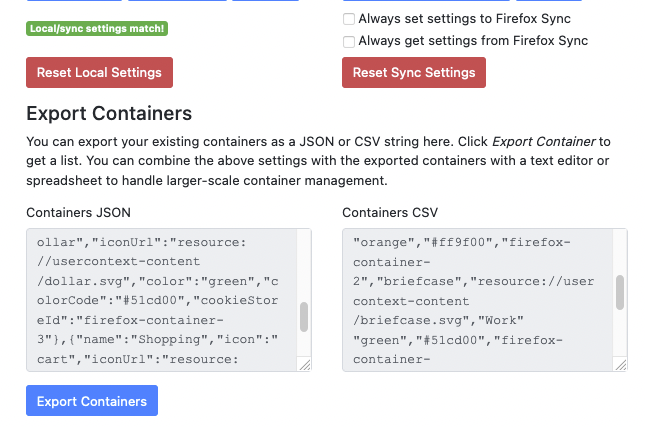 Local/sync settings match!
Always set settings to Firefox Sync
Always get settings from Firefox Sync
Reset Local Settings
Reset Sync Settings
Export Containers
You can export your existing containers as a JSON or CSV string here. Click Export Container to
get a list. You can combine the above settings with the exported containers with a text editor or
spreadsheet to handle larger-scale container management.
Containers JSON
ollar","iconUrl":"resource:
//usercontext-content
/dollar.svg","color":"green","c
olorCode":"#51cd00","cookieStor
eId":"firefox-container-
3"},{"name":"Shopping","icon":"
cart","iconUrl":"resource:
Containers CSV
"orange","#ff9f00","firefox-
container-
2","briefcase","resource://user
context-content
/briefcase.svg","Work"
"green","#51cd00","firefox-
container-
Export Containers